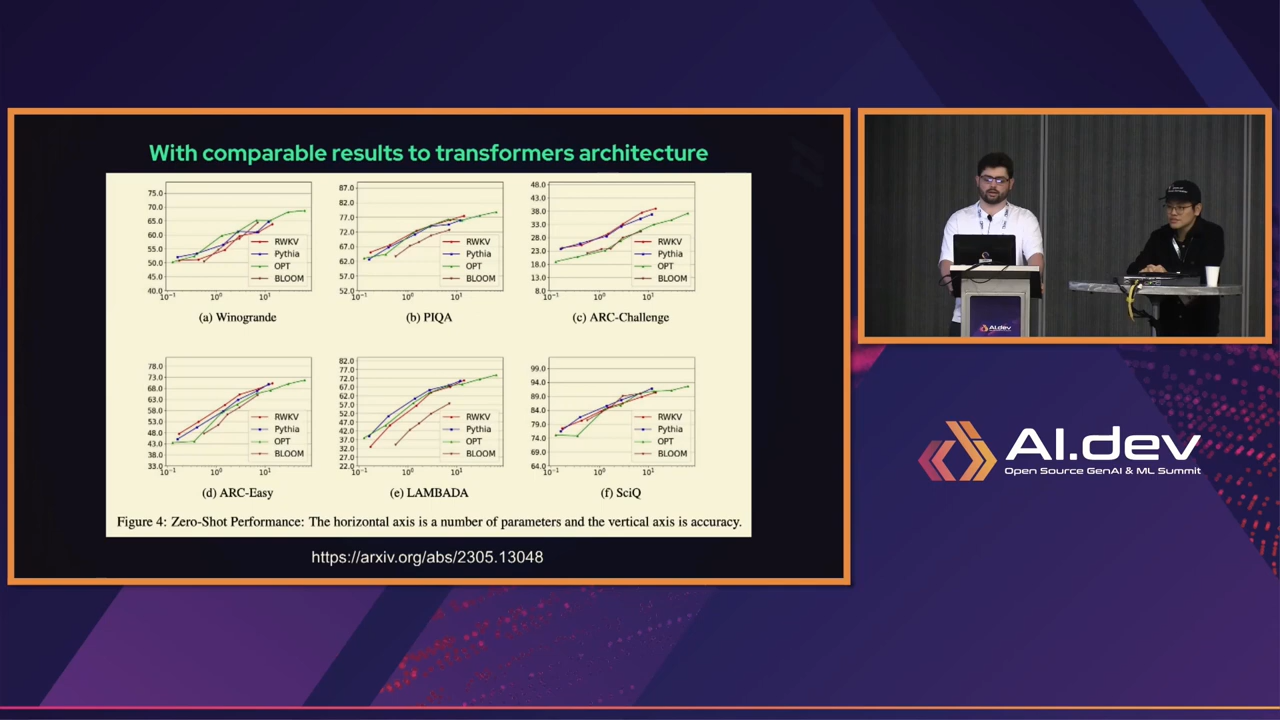 With comparable results to transformers architecture
75.0
70.0
65.0
60.0
55.0
50.0
45.0
40.0
10⁻¹ 10⁰ 10¹
RWKV
Pythia
OPT
BLOOM
(a) Winogrande
87.0
82.0
77.0
72.0
67.0
62.0
57.0
52.0
10⁻¹ 10⁰ 10¹
RWKV
Pythia
OPT
BLOOM
(b) PIQA
48.0
43.0
38.0
33.0
28.0
23.0
18.0
13.0
8.0
10⁻¹ 10⁰ 10¹
RWKV
Pythia
OPT
BLOOM
(c) ARC-Challenge
78.0
73.0
68.0
63.0
58.0
53.0
48.0
43.0
38.0
33.0
10⁻¹ 10⁰ 10¹
RWKV
Pythia
OPT
BLOOM
(d) ARC-Easy
82.0
77.0
72.0
67.0
62.0
57.0
52.0
47.0
42.0
37.0
32.0
27.0
22.0
10⁻¹ 10⁰ 10¹
RWKV
Pythia
OPT
BLOOM
(e) LAMBADA
99.0
94.0
89.0
84.0
79.0
74.0
69.0
64.0
10⁻¹ 10⁰ 10¹
RWKV
Pythia
OPT
BLOOM
(f) SciQ
Figure 4: Zero-Shot Performance: The horizontal axis is a number of parameters and the vertical axis is accuracy.
https://arxiv.org/abs/2305.13048
AI.dev
AI.dev
Open Source GenAI & ML Summit